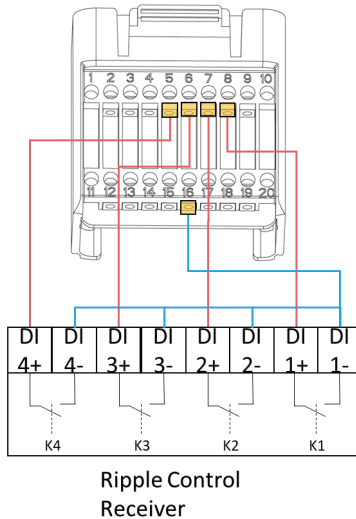 1 2 3 4 5 6 7 8 9 10
11 12 13 14 15 16 17 18 19 20
DI DI DI DI DI DI DI DI
4+ 4- 3+ 3- 2+ 2- 1+ 1-
K4 K3 K2 K1
Ripple Control
Receiver